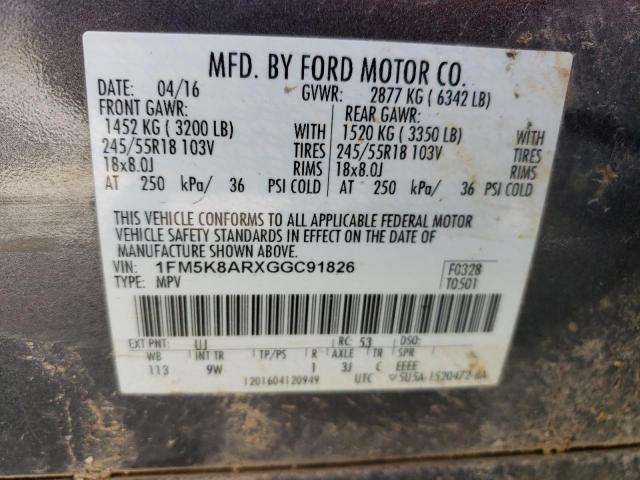 MFD. BY FORD MOTOR CO.
DATE: 04/16 GVWR: 2877 KG ( 6342 LB)
FRONT GAWR: REAR GAWR:
1452 KG ( 3200 LB) WITH 1520 KG ( 3350 LB) WITH
245/55R18 103V TIRES 245/55R18 103V TIRES
18x8.0J RIMS 18x8.0J RIMS
AT 250 kPa/ 36 PSI COLD AT 250 kPa/ 36 PSI COLD
THIS VEHICLE CONFORMS TO ALL APPLICABLE FEDERAL MOTOR
VEHICLE SAFETY STANDARDS IN EFFECT ON THE DATE OF
MANUFACTURE SHOWN ABOVE.
VIN: 1FM5K8ARXGGC91826 F0328
TYPE: MPV T0501
EXT PNT: UJ RC: 53 DSO:
WB INT TR TP/PS R AXLE TR SPR
113 9W 1 3J C EEEE
1201604120949 UTC 5U5A-1520472-AA